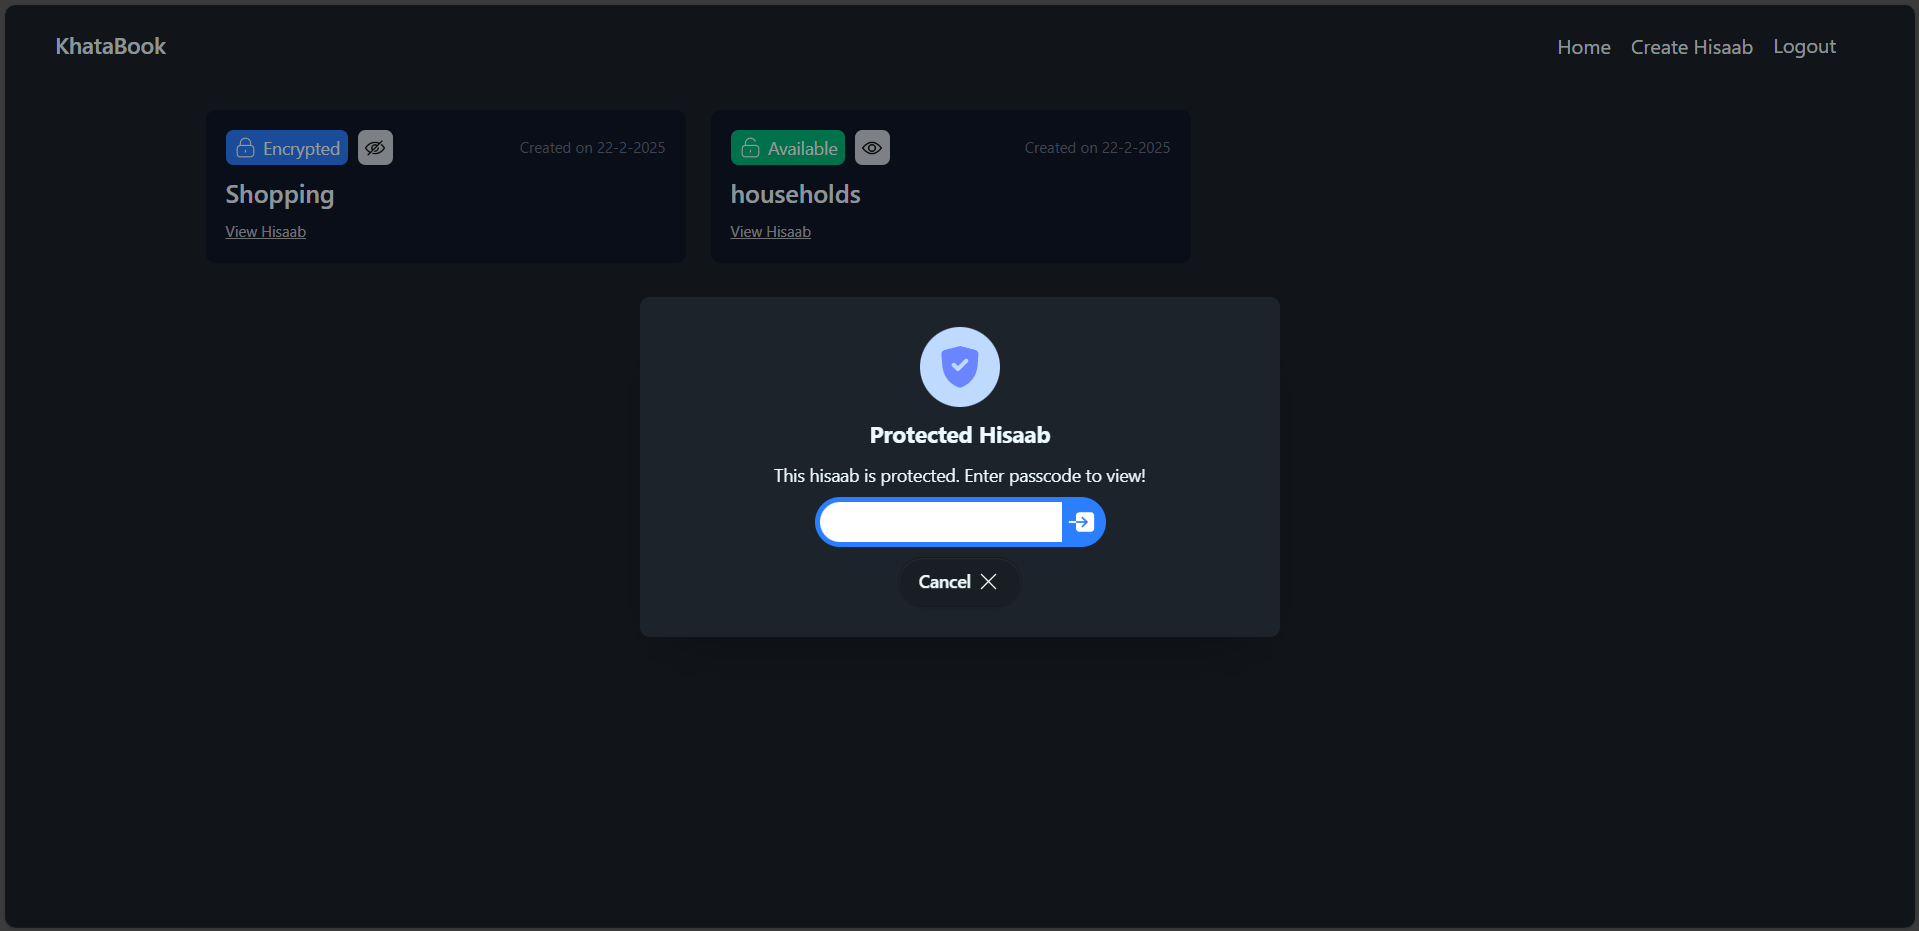 KhataBook
Home Create Hisaab Logout
Encrypted Created on 22-2-2025
Shopping
View Hisaab
Available Created on 22-2-2025
households
View Hisaab
Protected Hisaab
This hisaab is protected. Enter passcode to view!
Cancel